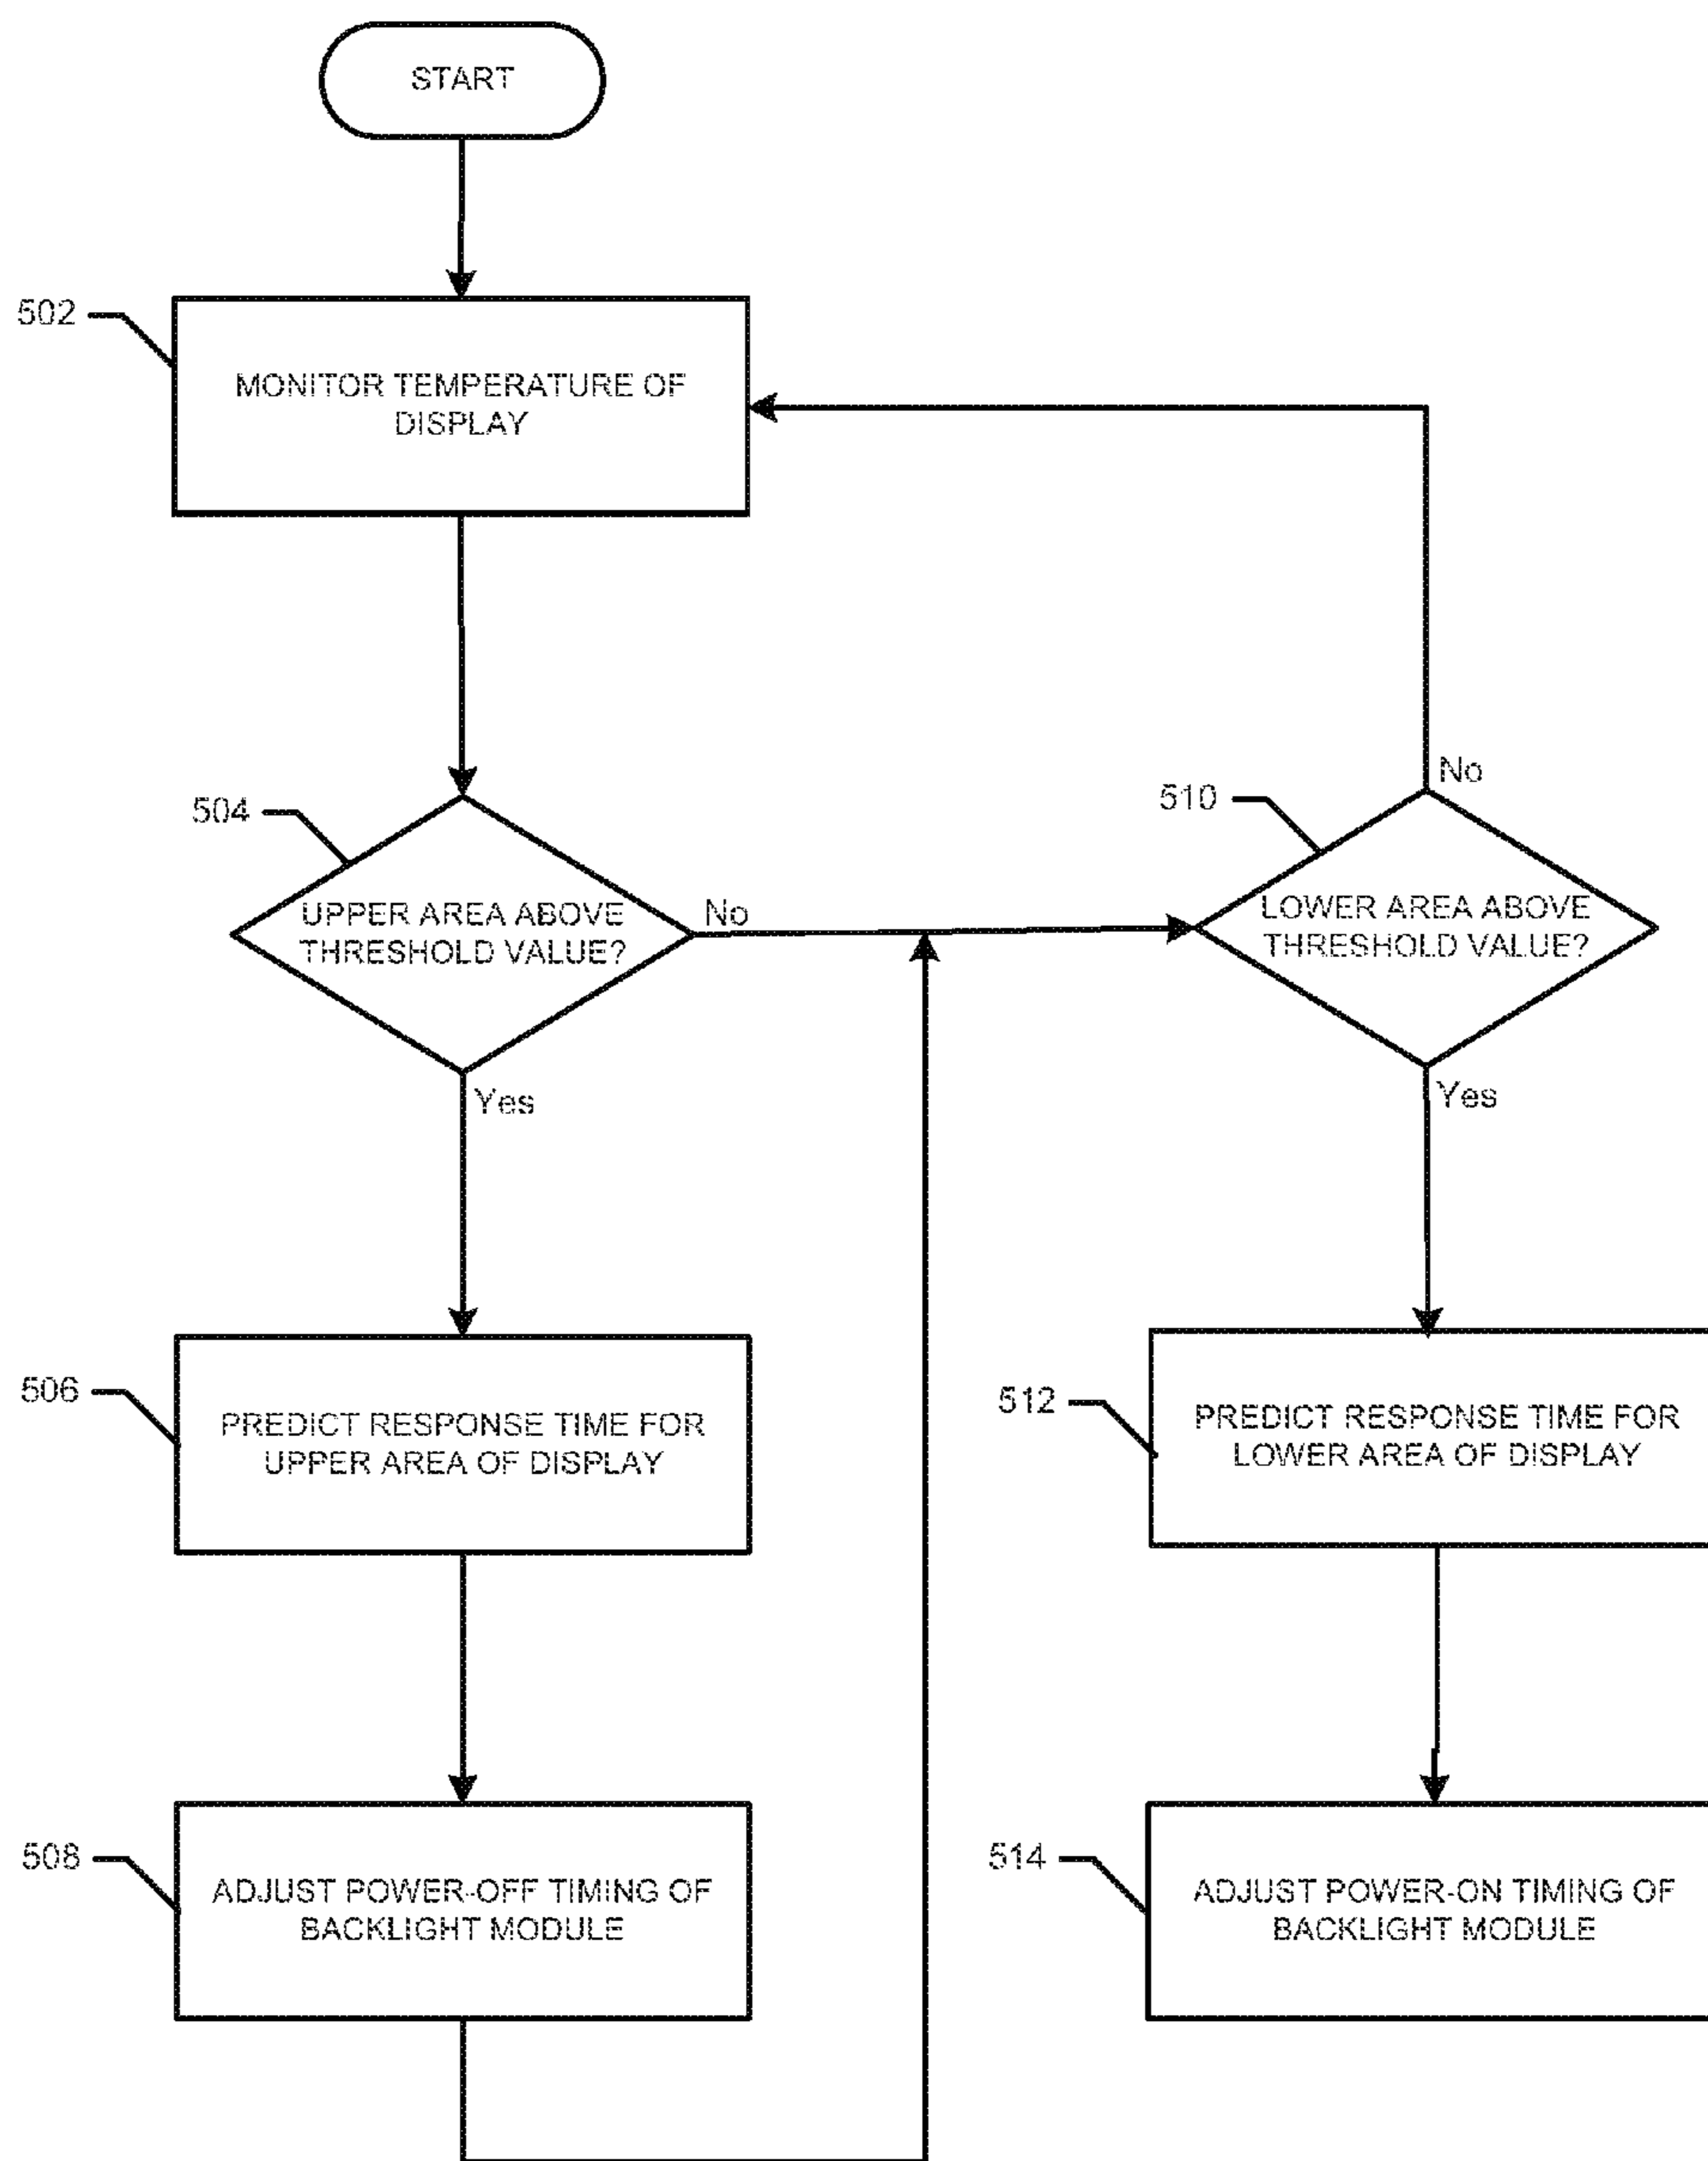 START
502
MONITOR TEMPERATURE OF
DISPLAY
504
UPPER AREA ABOVE
THRESHOLD VALUE?
No
Yes
510
LOWER AREA ABOVE
THRESHOLD VALUE?
No
Yes
506
PREDICT RESPONSE TIME FOR
UPPER AREA OF DISPLAY
512
PREDICT RESPONSE TIME FOR
LOWER AREA OF DISPLAY
508
ADJUST POWER-OFF TIMING OF
BACKLIGHT MODULE
514
ADJUST POWER-ON TIMING OF
BACKLIGHT MODULE